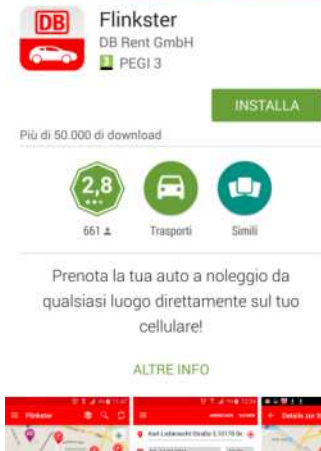 DB
Flinkster
DB Rent GmbH
3 PEGI 3
INSTALLA
Più di 50.000 di download
2,8
661
Trasporti
Simili
Prenota la tua auto a noleggio da
qualsiasi luogo direttamente sul tuo
cellulare!
ALTRE INFO
Flinkster